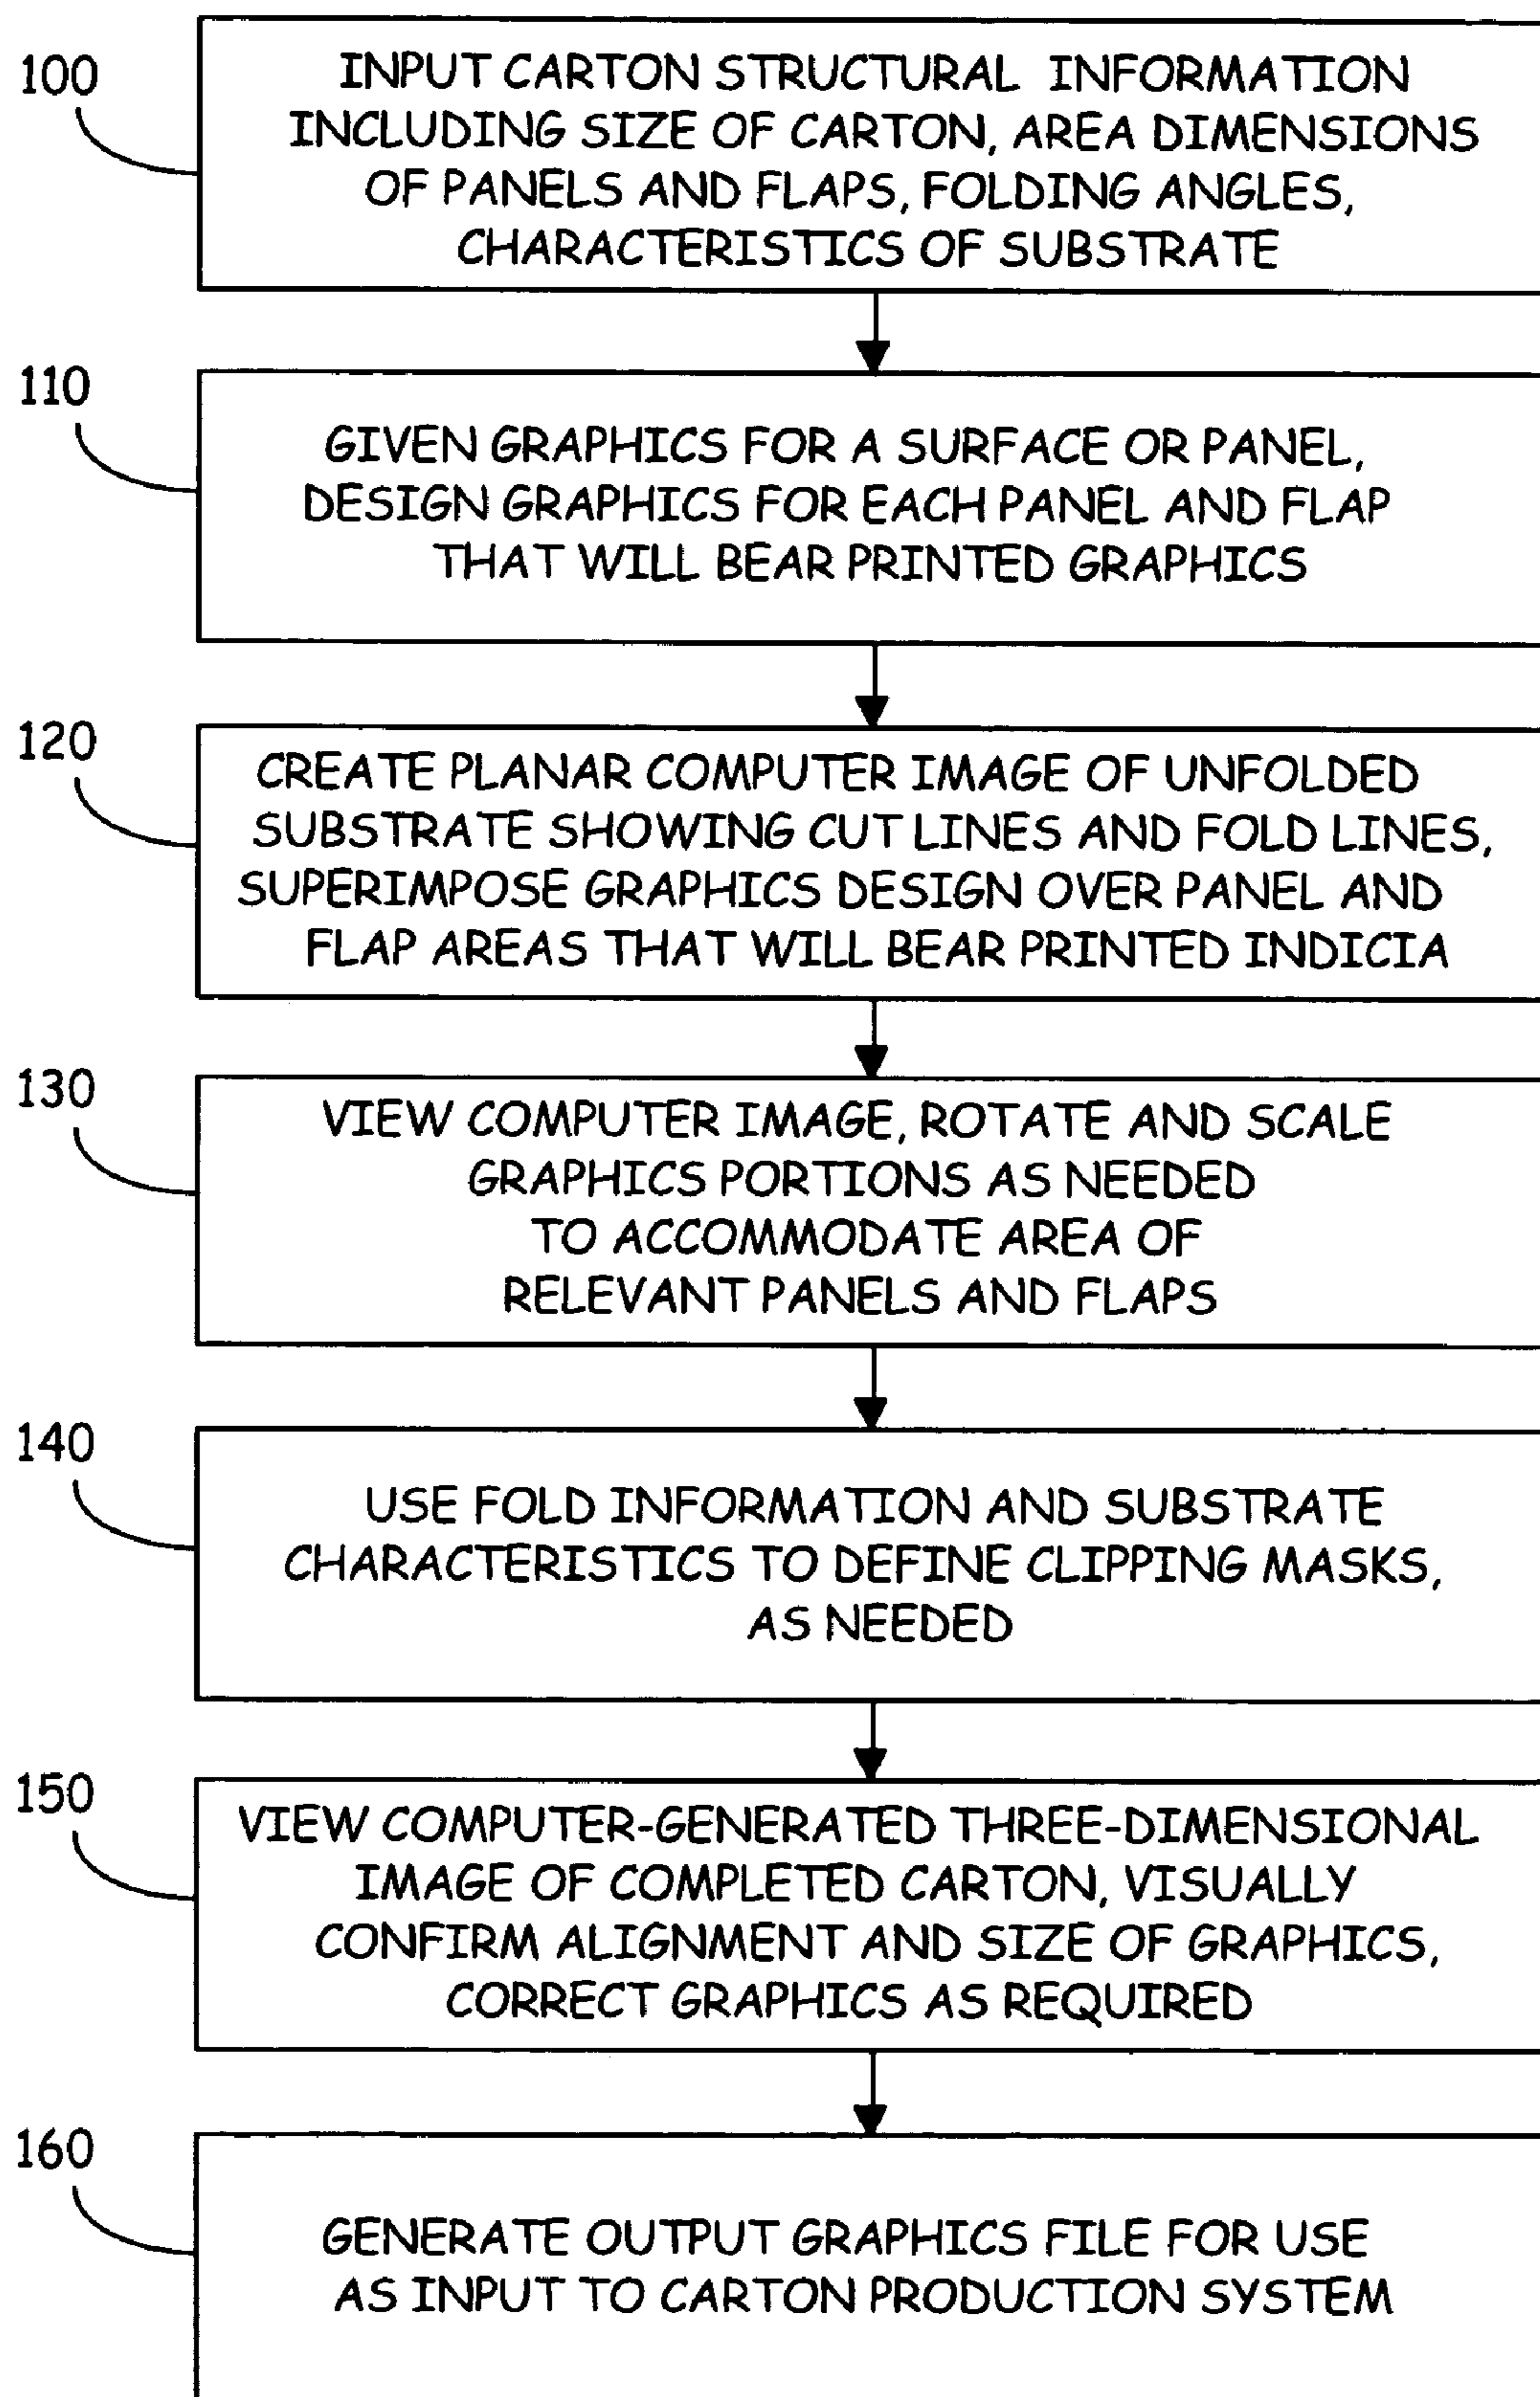 100
INPUT CARTON STRUCTURAL INFORMATION
INCLUDING SIZE OF CARTON, AREA DIMENSIONS
OF PANELS AND FLAPS, FOLDING ANGLES,
CHARACTERISTICS OF SUBSTRATE
110
GIVEN GRAPHICS FOR A SURFACE OR PANEL,
DESIGN GRAPHICS FOR EACH PANEL AND FLAP
THAT WILL BEAR PRINTED GRAPHICS
120
CREATE PLANAR COMPUTER IMAGE OF UNFOLDED
SUBSTRATE SHOWING CUT LINES AND FOLD LINES,
SUPERIMPOSE GRAPHICS DESIGN OVER PANEL AND
FLAP AREAS THAT WILL BEAR PRINTED INDICIA
130
VIEW COMPUTER IMAGE, ROTATE AND SCALE
GRAPHICS PORTIONS AS NEEDED
TO ACCOMMODATE AREA OF
RELEVANT PANELS AND FLAPS
140
USE FOLD INFORMATION AND SUBSTRATE
CHARACTERISTICS TO DEFINE CLIPPING MASKS,
AS NEEDED
150
VIEW COMPUTER-GENERATED THREE-DIMENSIONAL
IMAGE OF COMPLETED CARTON, VISUALLY
CONFIRM ALIGNMENT AND SIZE OF GRAPHICS,
CORRECT GRAPHICS AS REQUIRED
160
GENERATE OUTPUT GRAPHICS FILE FOR USE
AS INPUT TO CARTON PRODUCTION SYSTEM